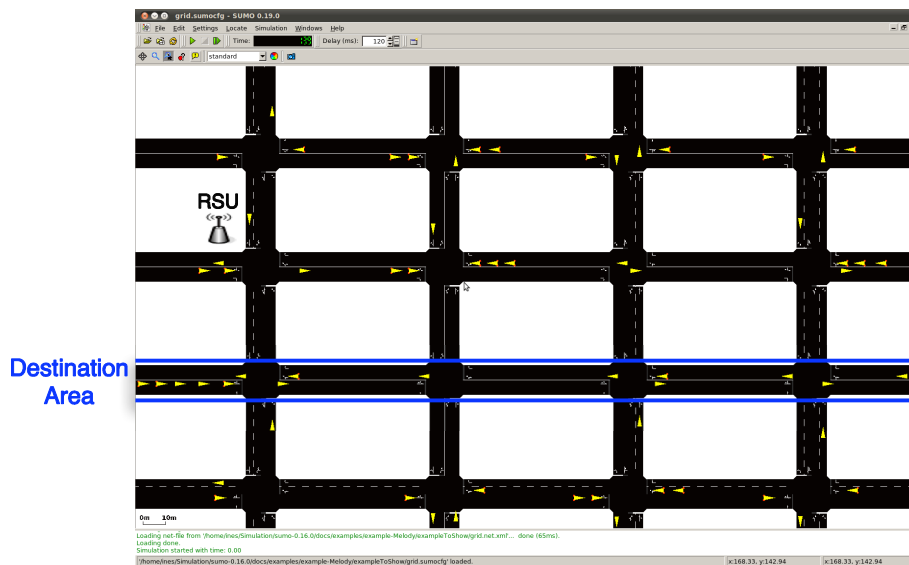 grid.sumocfg - SUMO 0.19.0
File Edit Settings Locate Simulation Windows Help
Time: Delay (ms): 120
standard
RSU
Destination
Area
0m 10m
Loading net-file from '/home/ines/Simulation/sumo-0.16.0/docs/examples/example-Melody/exampleToShow/grid.net.xml'... done (65ms).
Loading done.
Simulation started with time: 0.00
'/home/ines/Simulation/sumo-0.16.0/docs/examples/example-Melody/exampleToShow/grid.sumocfg' loaded. x:168.33, y:142.94 x:168.33, y:142.94